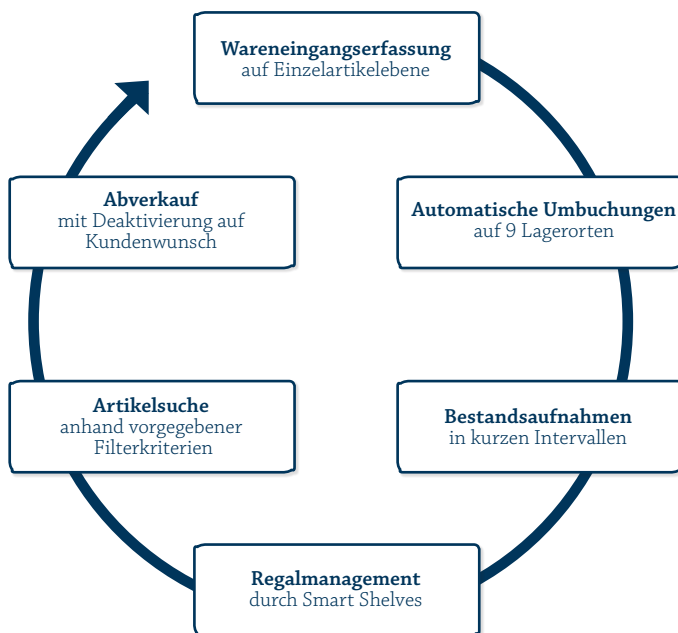 Wareneingangserfassung
auf Einzelartikelebene
Automatische Umbuchungen
auf 9 Lagerorten
Bestandsaufnahmen
in kurzen Intervallen
Regalmanagement
durch Smart Shelves
Artikelsuche
anhand vorgegebener
Filterkriterien
Abverkauf
mit Deaktivierung auf
Kundenwunsch